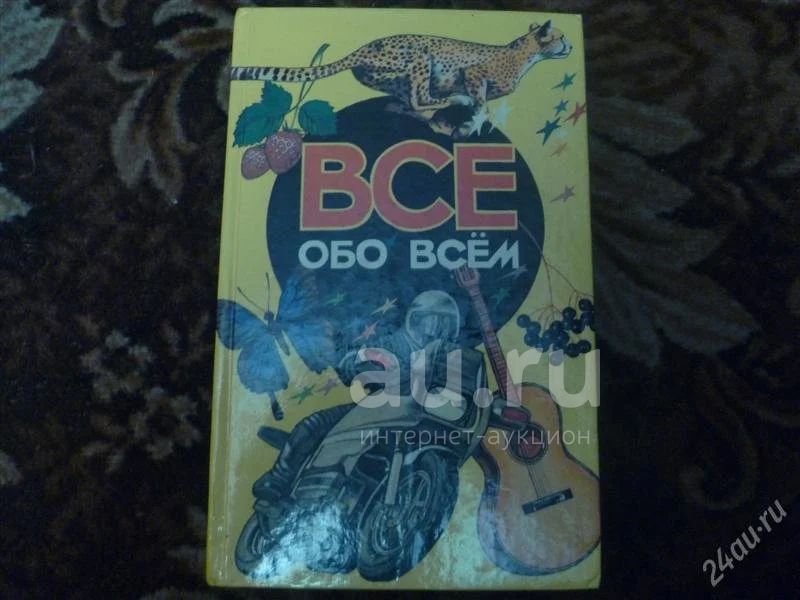 ВСЕ
ОБО ВСЁМ
au.ru
интернет-аукцион
24au.ru